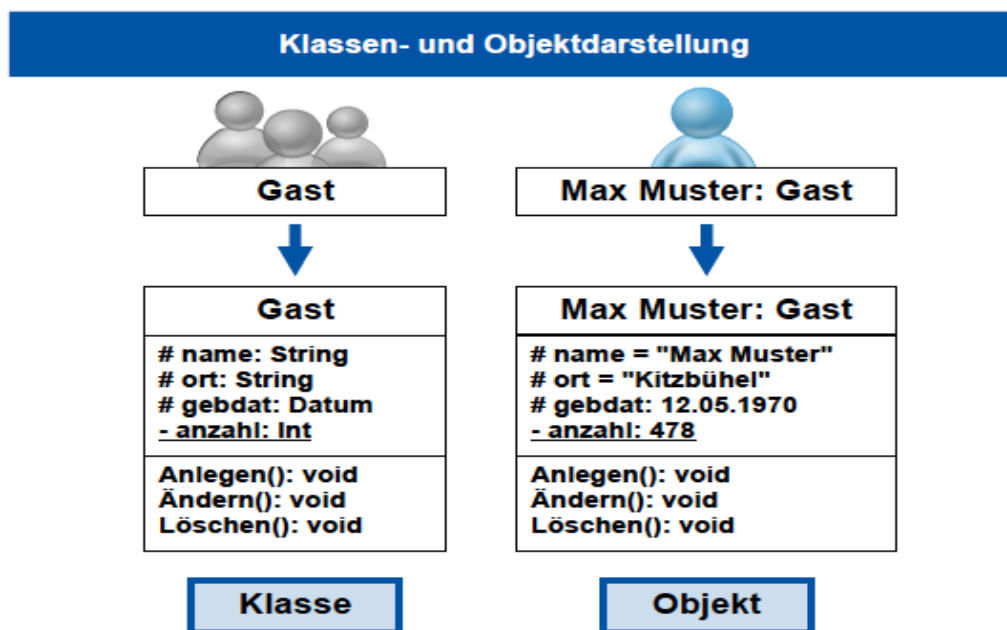 Klassen- und Objektdarstellung
Gast
Max Muster: Gast
Gast
# name: String
# ort: String
# gebdat: Datum
- anzahl: Int
Anlegen(): void
Ändern(): void
Löschen(): void
Klasse
Max Muster: Gast
# name = "Max Muster"
# ort = "Kitzbühel"
# gebdat: 12.05.1970
- anzahl: 478
Anlegen(): void
Ändern(): void
Löschen(): void
Objekt